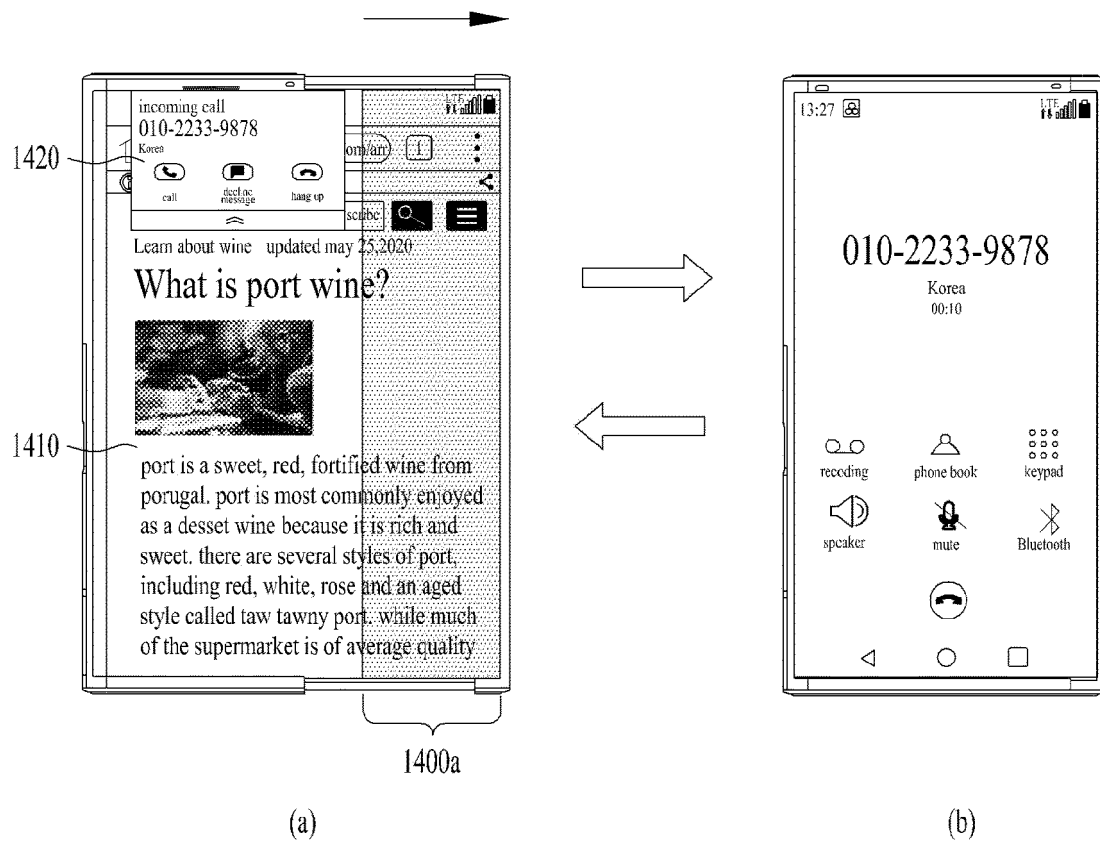 incoming call
010-2233-9878
Korea
call
decline
message
hang up
om/arr
1
scribe
LTE
Learn about wine updated may 25,2020
What is port wine?
port is a sweet, red, fortified wine from
porugal. port is most commonly enjoyed
as a desset wine because it is rich and
sweet. there are several styles of port,
including red, white, rose and an aged
style called taw tawny port. while much
of the supermarket is of average quality
1420
1410
1400a
(a)
13:27
LTE
010-2233-9878
Korea
00:10
recoding
phone book
keypad
speaker
mute
Bluetooth
(b)